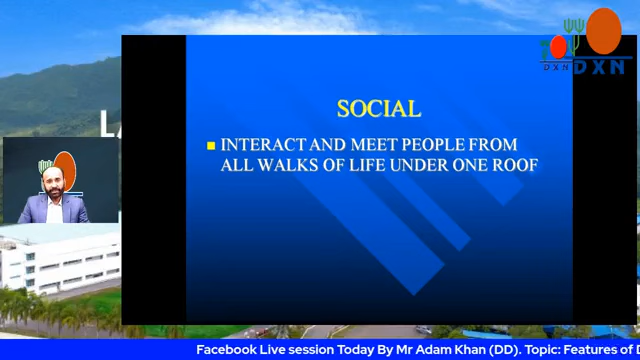 DXN
DXN
LA
SOCIAL
INTERACT AND MEET PEOPLE FROM
ALL WALKS OF LIFE UNDER ONE ROOF
Facebook Live session Today By Mr Adam Khan (DD). Topic: Features of D